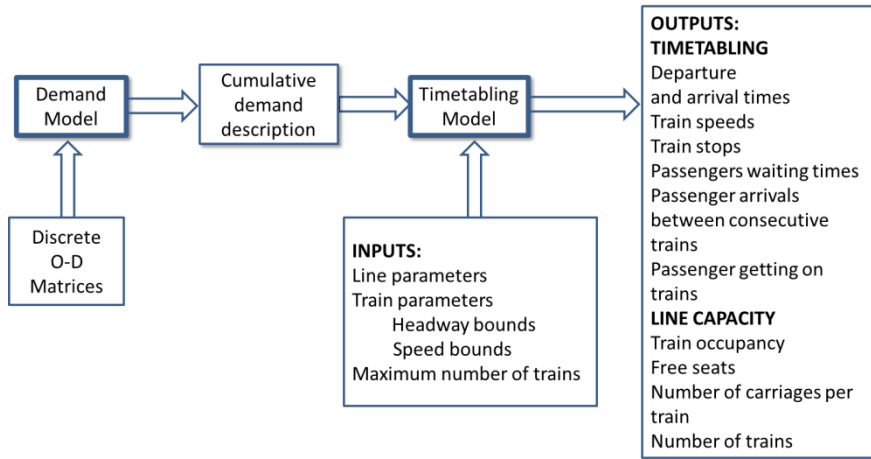 Demand
Model
Cumulative
demand
description
Timetabling
Model
Discrete
O-D
Matrices
INPUTS:
Line parameters
Train parameters
Headway bounds
Speed bounds
Maximum number of trains
OUTPUTS:
TIMETABLING
Departure
and arrival times
Train speeds
Train stops
Passengers waiting times
Passenger arrivals
between consecutive
trains
Passenger getting on
trains
LINE CAPACITY
Train occupancy
Free seats
Number of carriages per
train
Number of trains